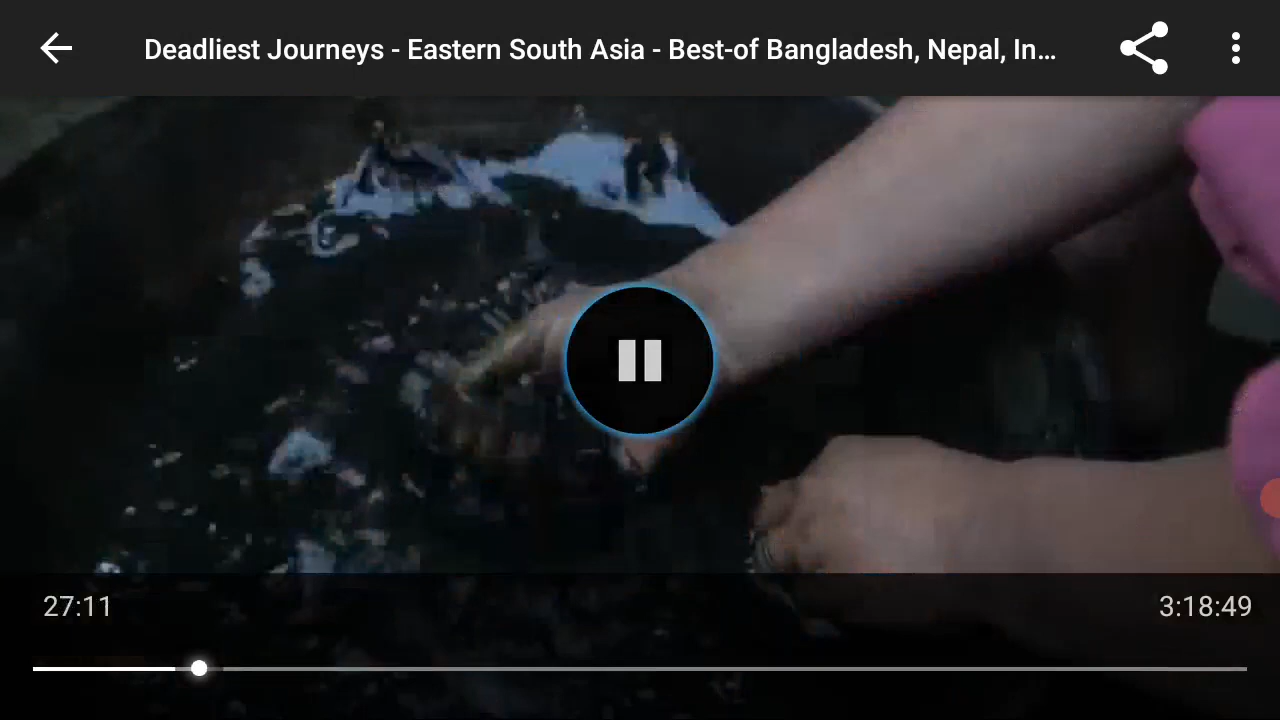 Deadliest Journeys - Eastern South Asia - Best-of Bangladesh, Nepal, In...
27:11
3:18:49